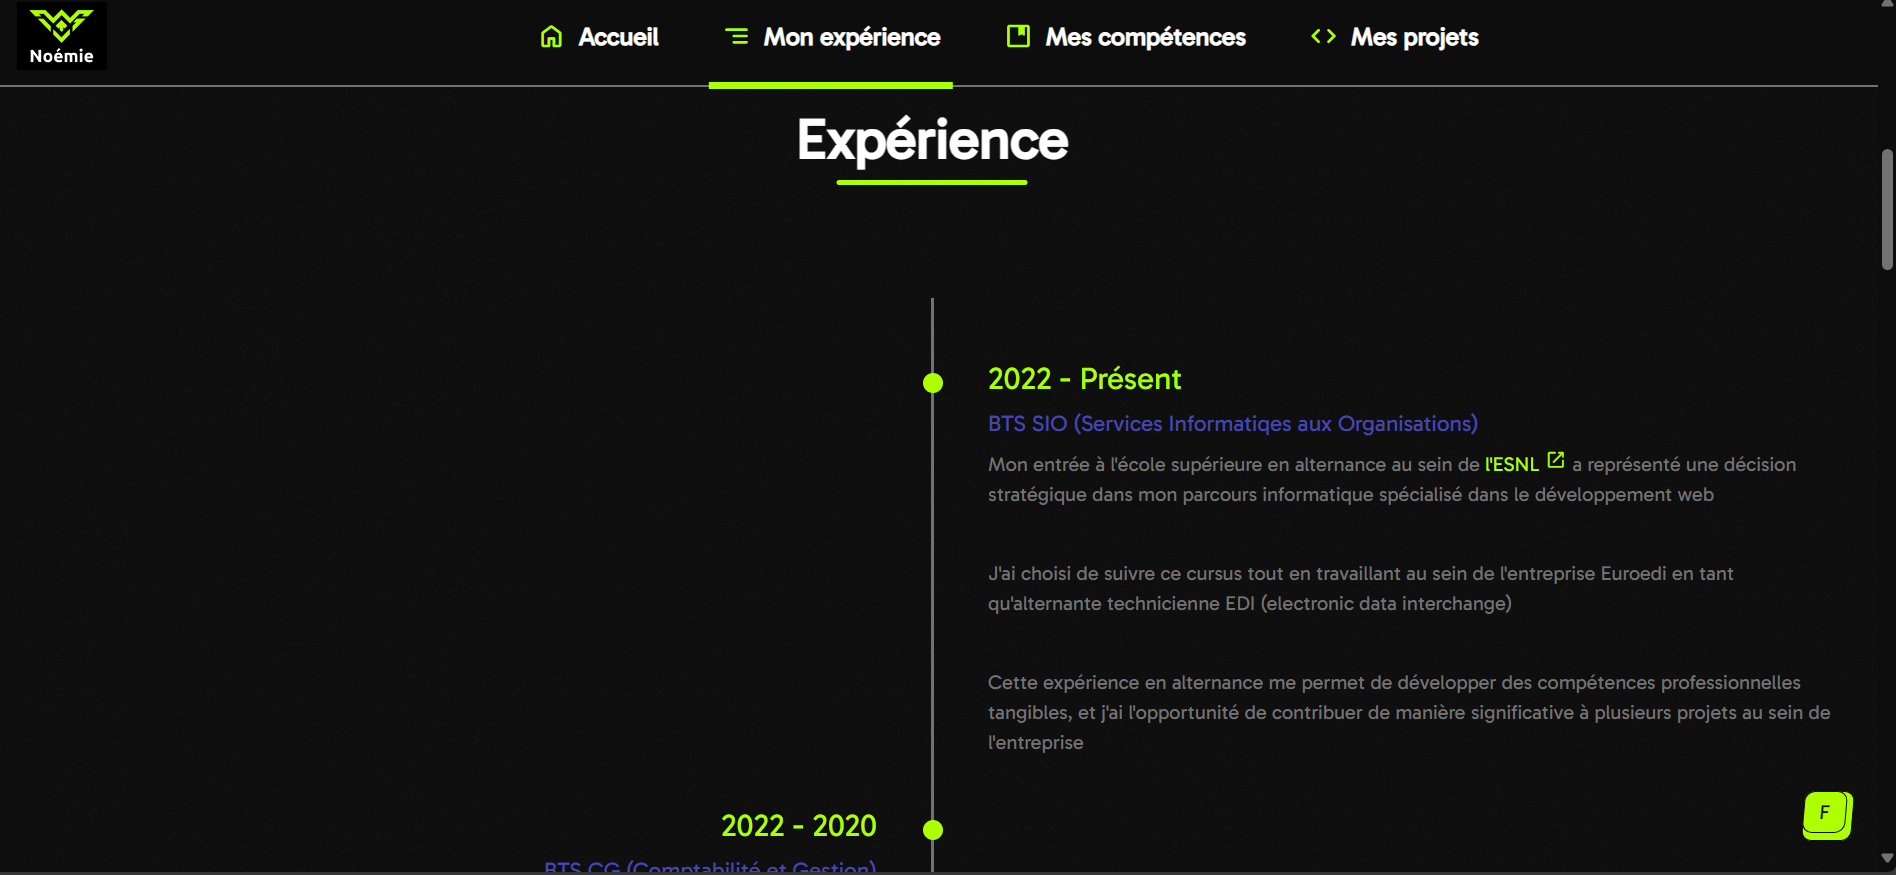 Noémie
Accueil
Mon expérience
Mes compétences
Mes projets
Expérience
2022 - Présent
BTS SIO (Services Informatiqes aux Organisations)
Mon entrée à l'école supérieure en alternance au sein de l'ESNL a représenté une décision
stratégique dans mon parcours informatique spécialisé dans le développement web
J'ai choisi de suivre ce cursus tout en travaillant au sein de l'entreprise Euroedi en tant
qu'alternante technicienne EDI (electronic data interchange)
Cette expérience en alternance me permet de développer des compétences professionnelles
tangibles, et j'ai l'opportunité de contribuer de manière significative à plusieurs projets au sein de
l'entreprise
F
2022 - 2020
BTS CG (Comptabilité et Gestion)